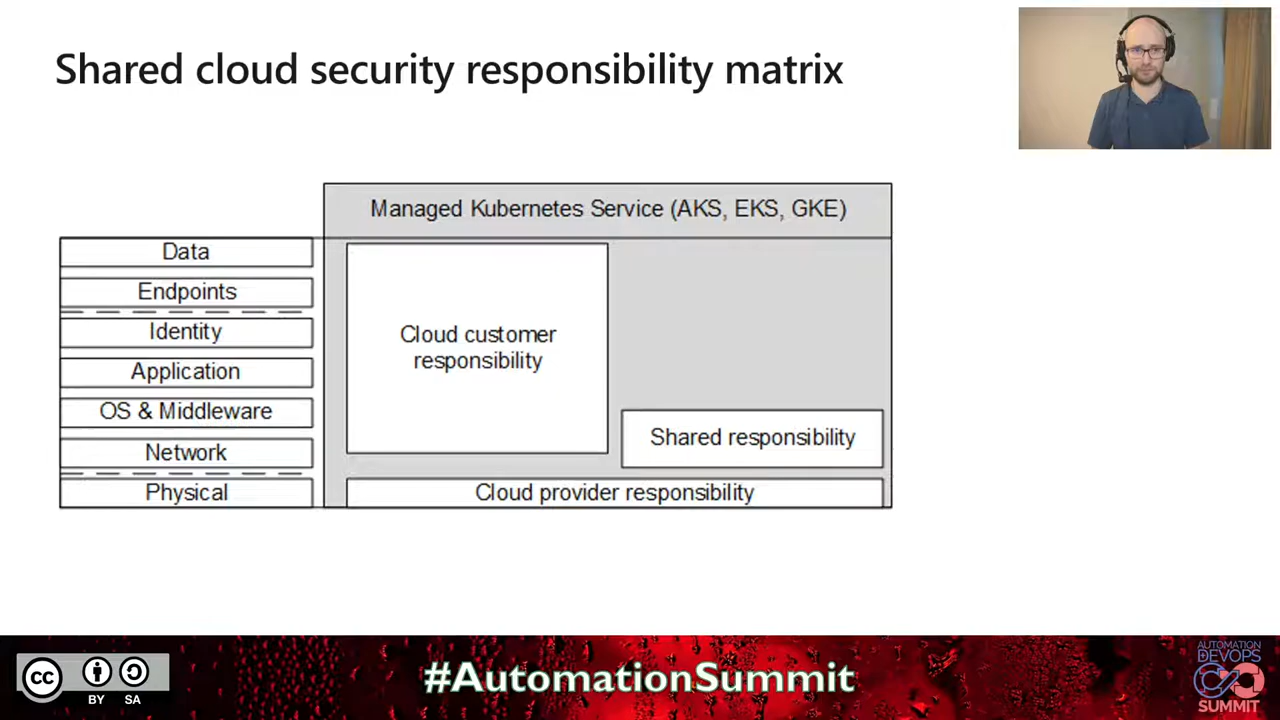 Shared cloud security responsibility matrix
Managed Kubernetes Service (AKS, EKS, GKE)
Data
Endpoints
Identity
Application
OS & Middleware
Network
Physical
Cloud customer
responsibility
Shared responsibility
Cloud provider responsibility
cc
BY SA
#AutomationSummit
AUTOMATION
DEVOPS
SUMMIT